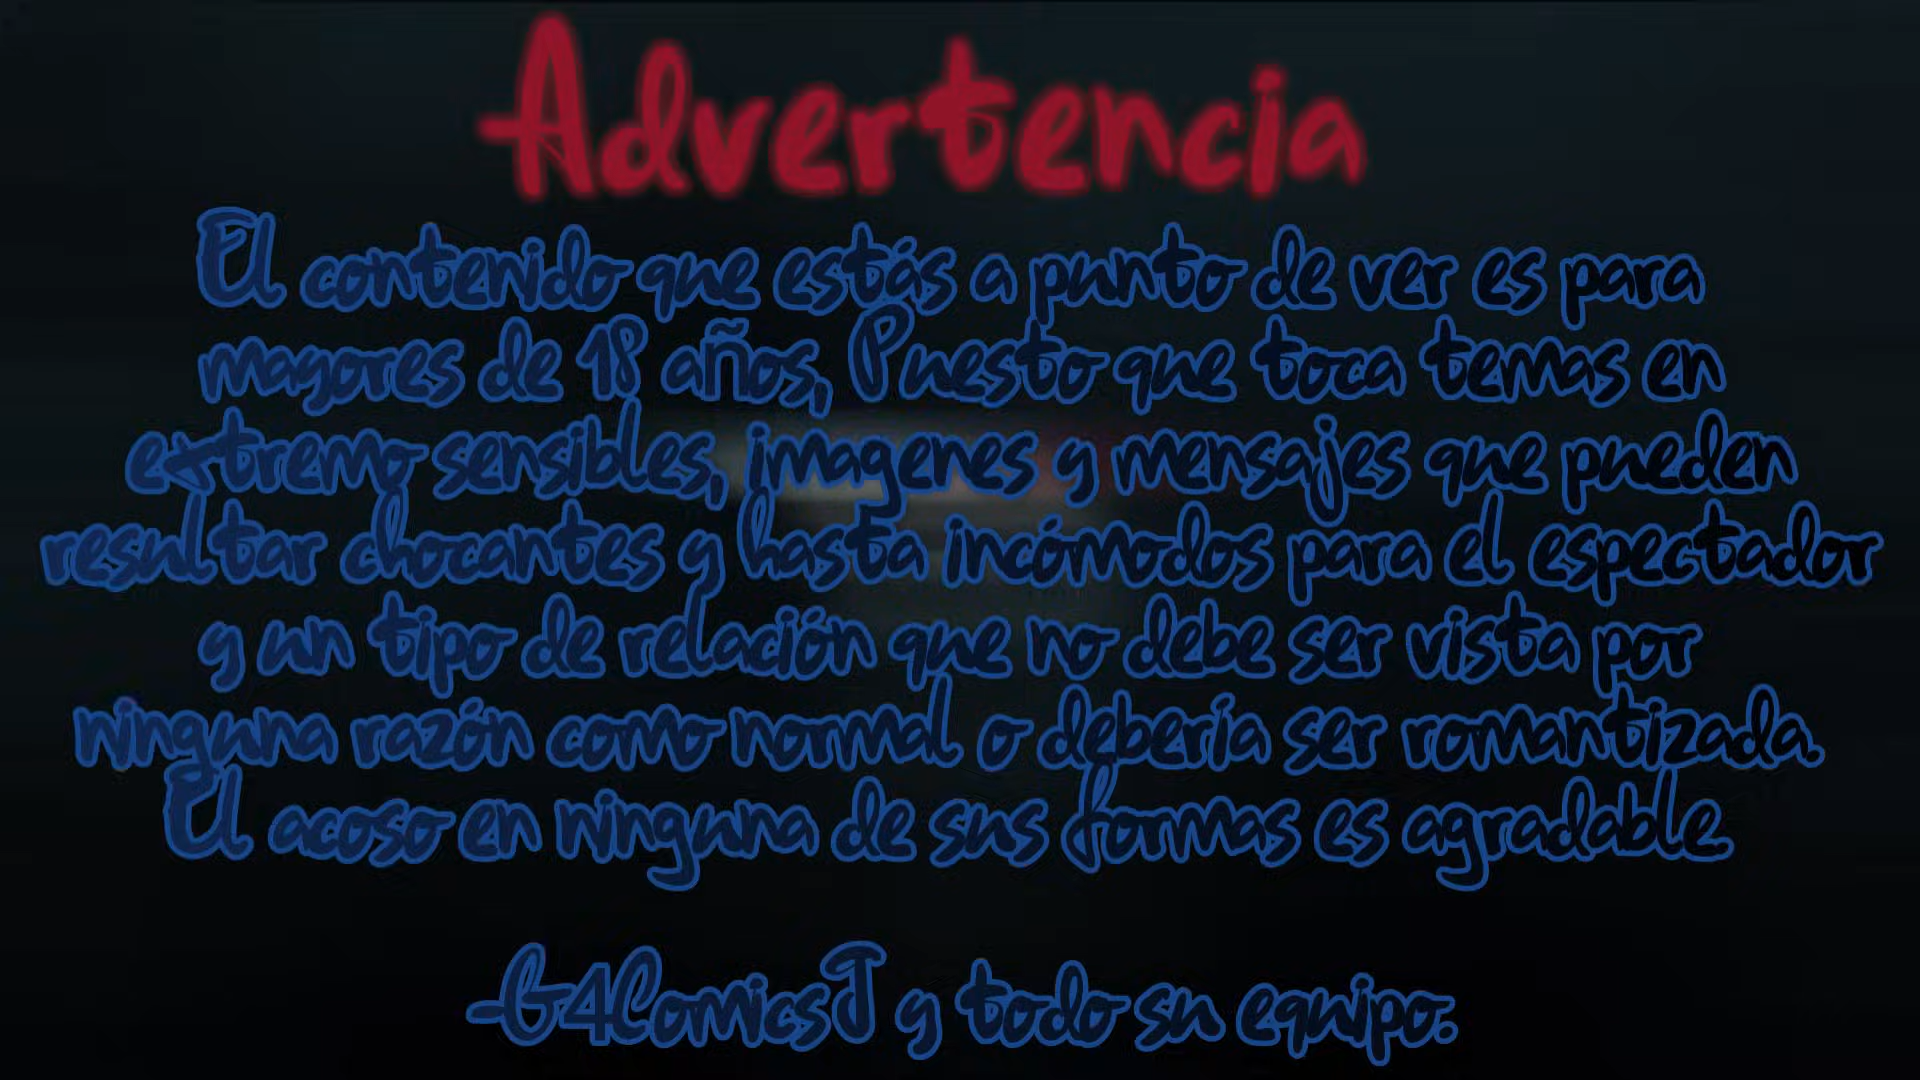 Advertencia
El contenido que estás a punto de ver es para
mayores de 18 años, Puesto que toca temas en
extremo sensibles, imagenes y mensajes que pueden
resultar chocantes y hasta incómodos para el espectador
y un tipo de relación que no debe ser vista por
ninguna razón como normal o debería ser romantizada.
El acoso en ninguna de sus formas es agradable.
-G4ComicsJ y todo su equipo.